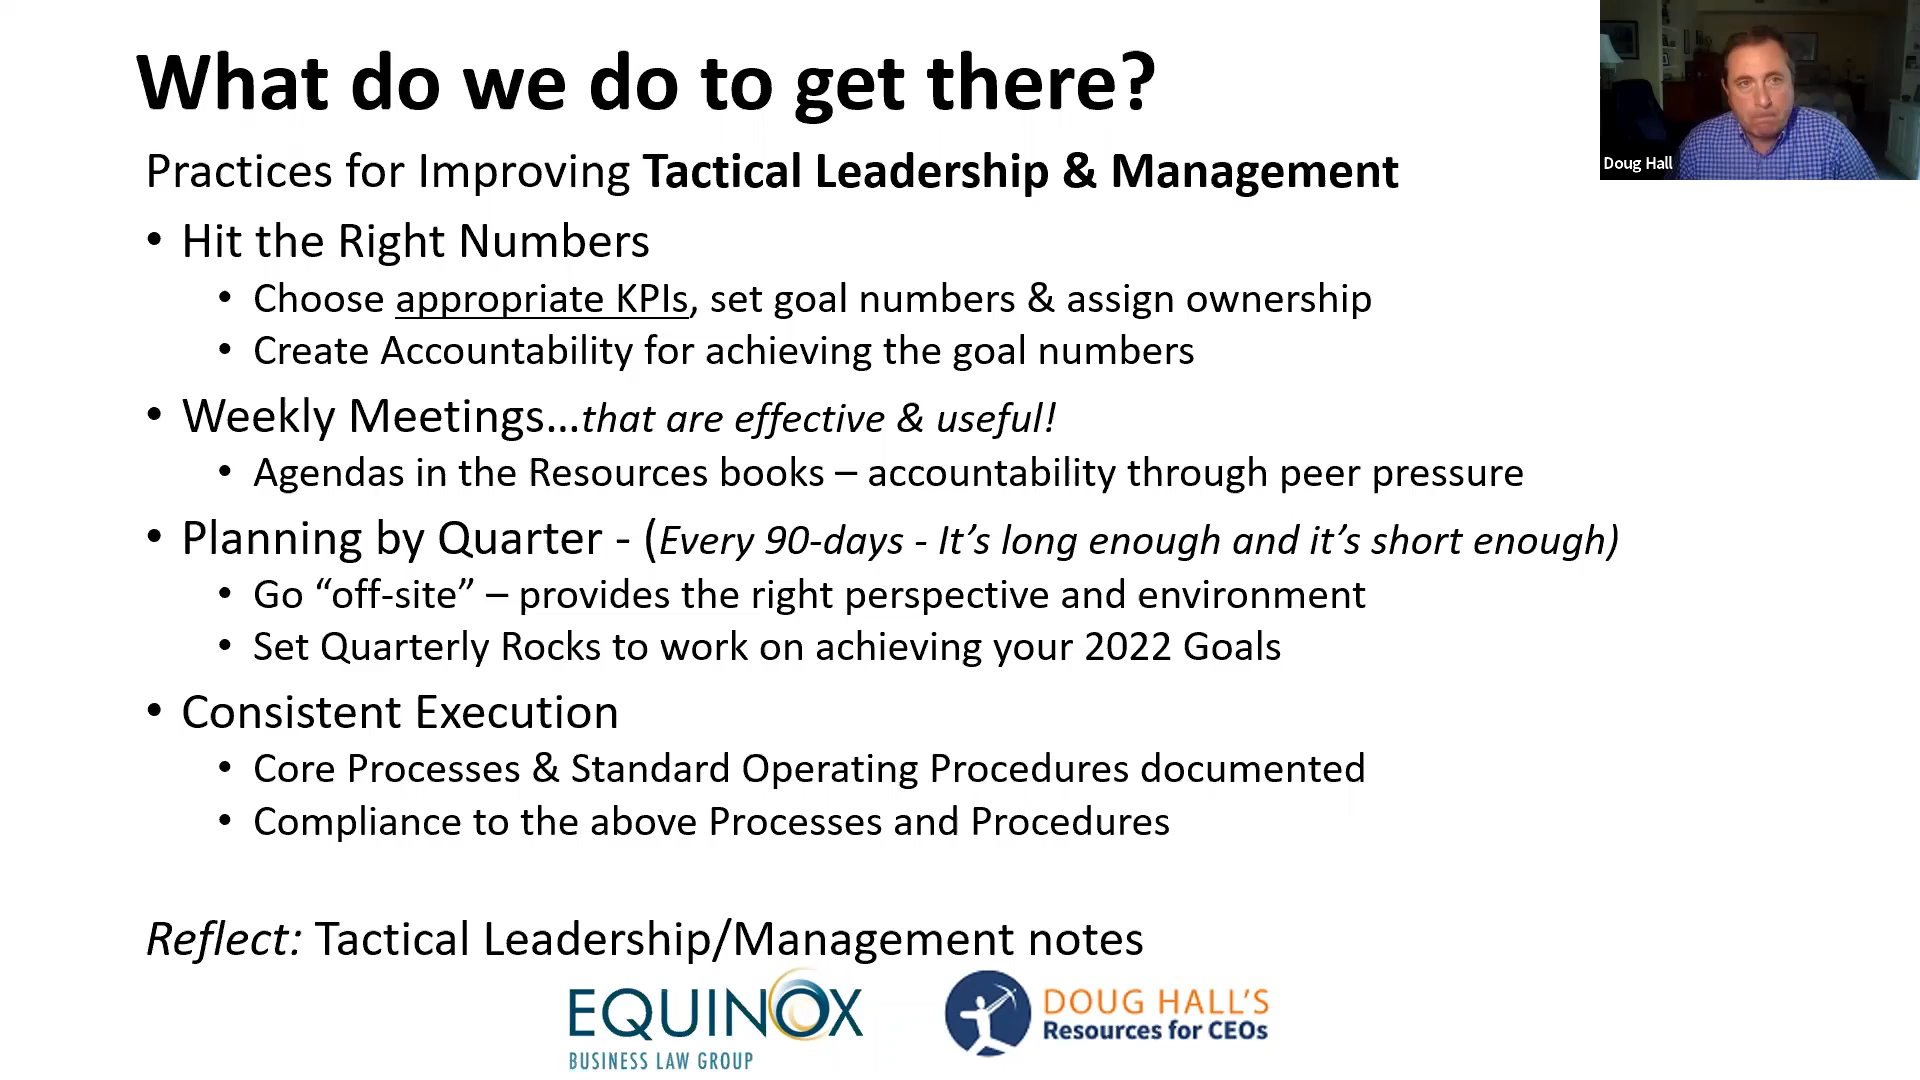 What do we do to get there?
Doug Hall
Practices for Improving Tactical Leadership & Management
• Hit the Right Numbers
• Choose appropriate KPIs, set goal numbers & assign ownership
• Create Accountability for achieving the goal numbers
• Weekly Meetings…that are effective & useful!
• Agendas in the Resources books – accountability through peer pressure
• Planning by Quarter - (Every 90-days - It’s long enough and it’s short enough)
• Go “off-site” – provides the right perspective and environment
• Set Quarterly Rocks to work on achieving your 2022 Goals
• Consistent Execution
• Core Processes & Standard Operating Procedures documented
• Compliance to the above Processes and Procedures
Reflect: Tactical Leadership/Management notes
EQUINOX
BUSINESS LAW GROUP
DOUG HALL'S
Resources for CEOs